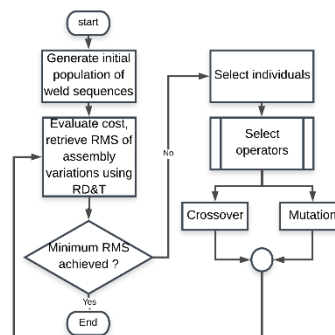 start
Generate initial
population of
weld sequences
Evaluate cost,
retrieve RMS of
assembly
variations using
RD&T
Minimum RMS
achieved ?
Yes
End
No
Select individuals
Select
operators
Crossover
Mutation